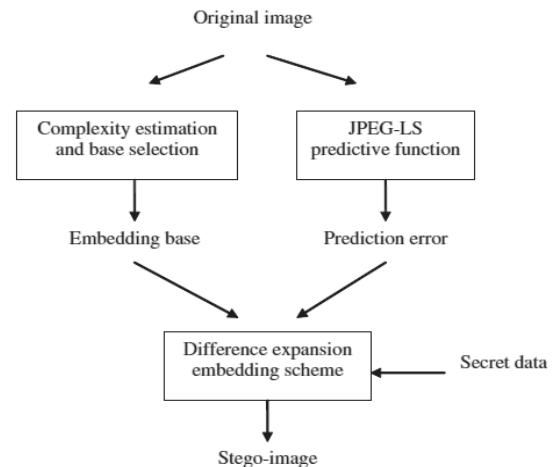 Original image
Complexity estimation
and base selection
JPEG-LS
predictive function
Embedding base
Prediction error
Difference expansion
embedding scheme
Secret data
Stego-image